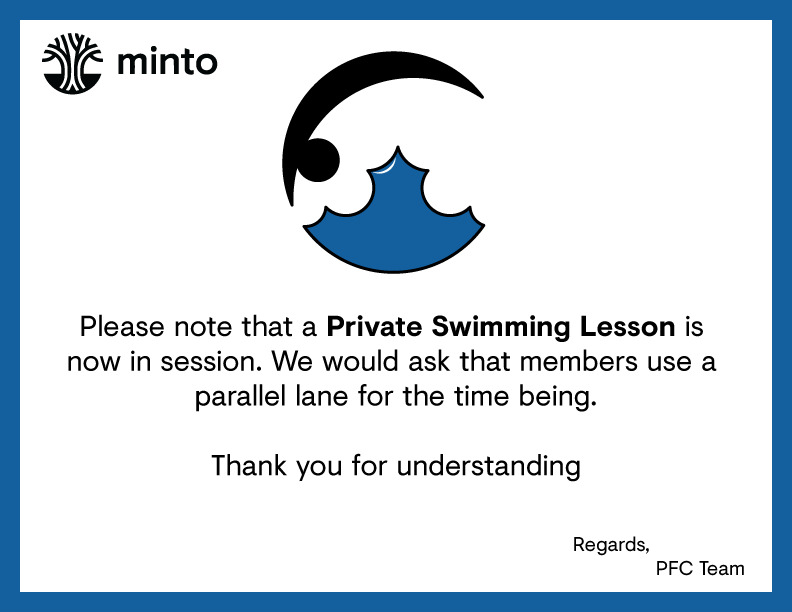 minto
Please note that a Private Swimming Lesson is
now in session. We would ask that members use a
parallel lane for the time being.
Thank you for understanding
Regards,
PFC Team